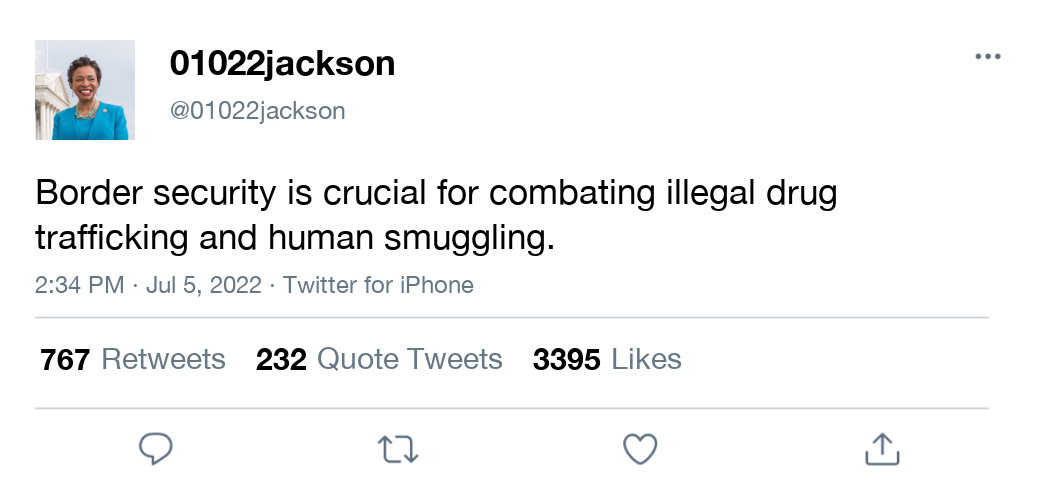 01022jackson
@01022jackson
Border security is crucial for combating illegal drug
trafficking and human smuggling.
2:34 PM · Jul 5, 2022 · Twitter for iPhone
767 Retweets 232 Quote Tweets 3395 Likes